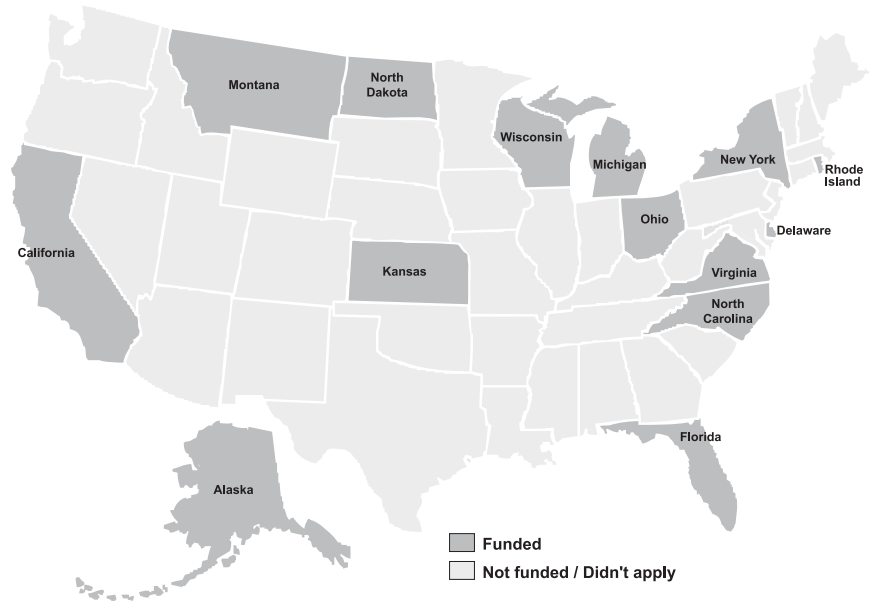 Montana
North
Dakota
Wisconsin
Michigan
New York
Rhode
Island
Ohio
Delaware
California
Kansas
Virginia
North
Carolina
Florida
Alaska
Funded
Not funded / Didn't apply